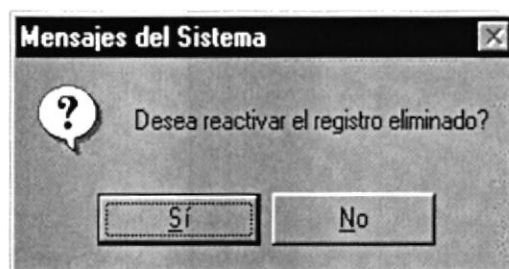 Mensajes del Sistema
Desea reactivar el registro eliminado?
Sí
No